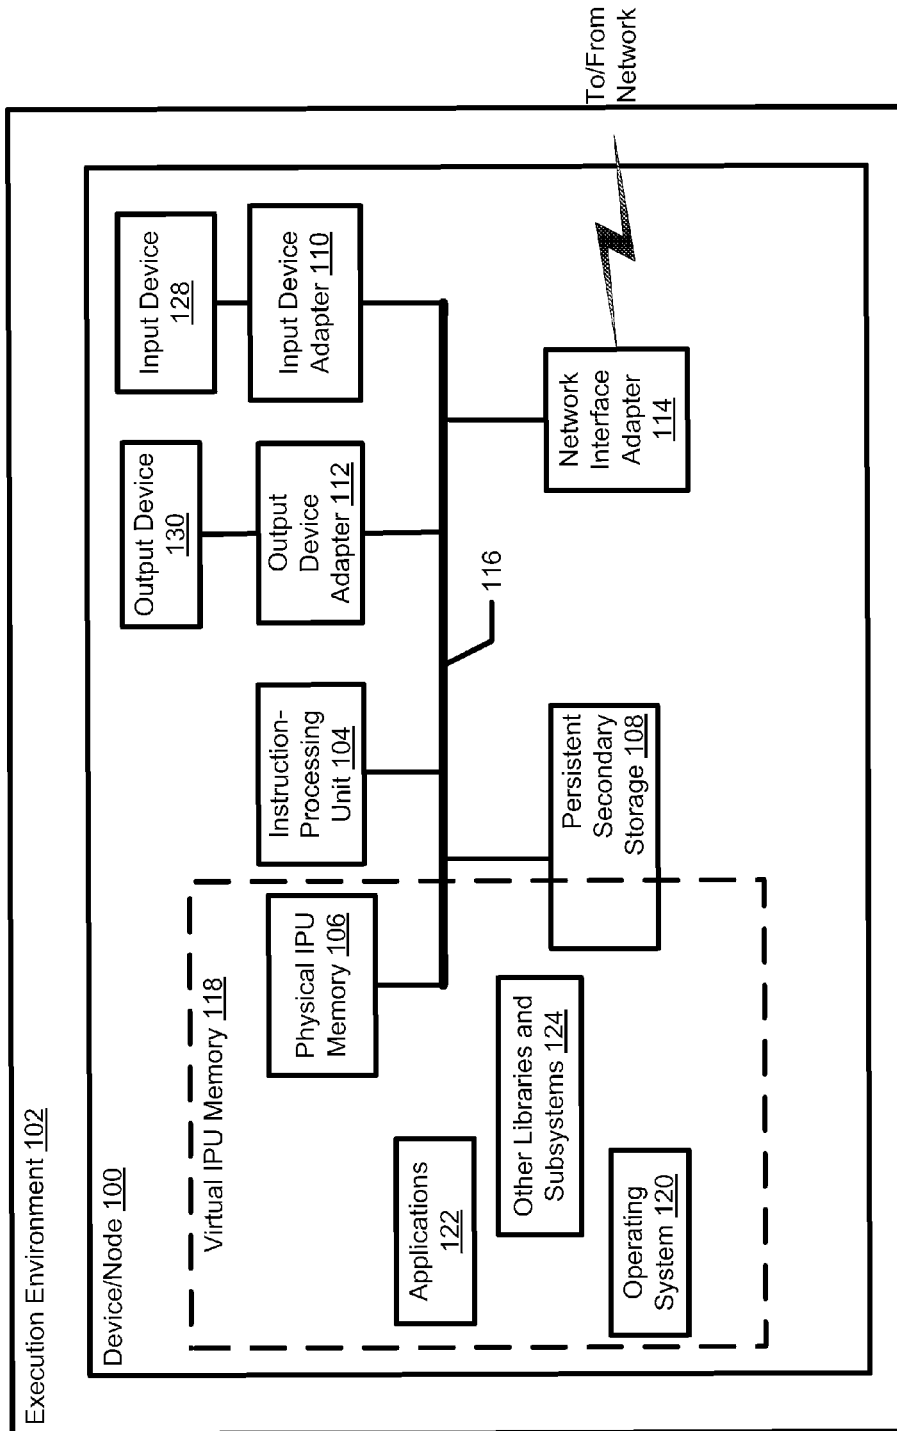 Execution Environment 102
Device/Node 100
Virtual IPU Memory 118
Physical IPU
Memory 106
Instruction-
Processing
Unit 104
Output Device
130
Output
Device
Adapter 112
Input Device
128
Input Device
Adapter 110
Applications
122
Other Libraries and
Subsystems 124
Operating
System 120
Persistent
Secondary
Storage 108
116
Network
Interface
Adapter
114
To/From
Network